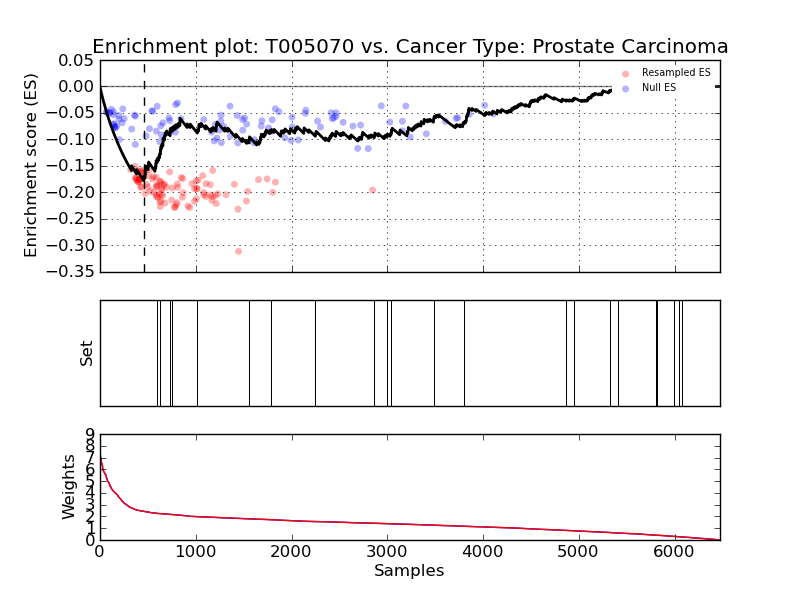 Enrichment plot: T005070 vs. Cancer Type: Prostate Carcinoma
Enrichment score (ES)
0.05
0.00
−0.05
−0.10
−0.15
−0.20
−0.25
−0.30
−0.35
Resampled ES
Null ES
Set
Weights
9
8
7
6
5
4
3
2
1
0
0 1000 2000 3000 4000 5000 6000
Samples